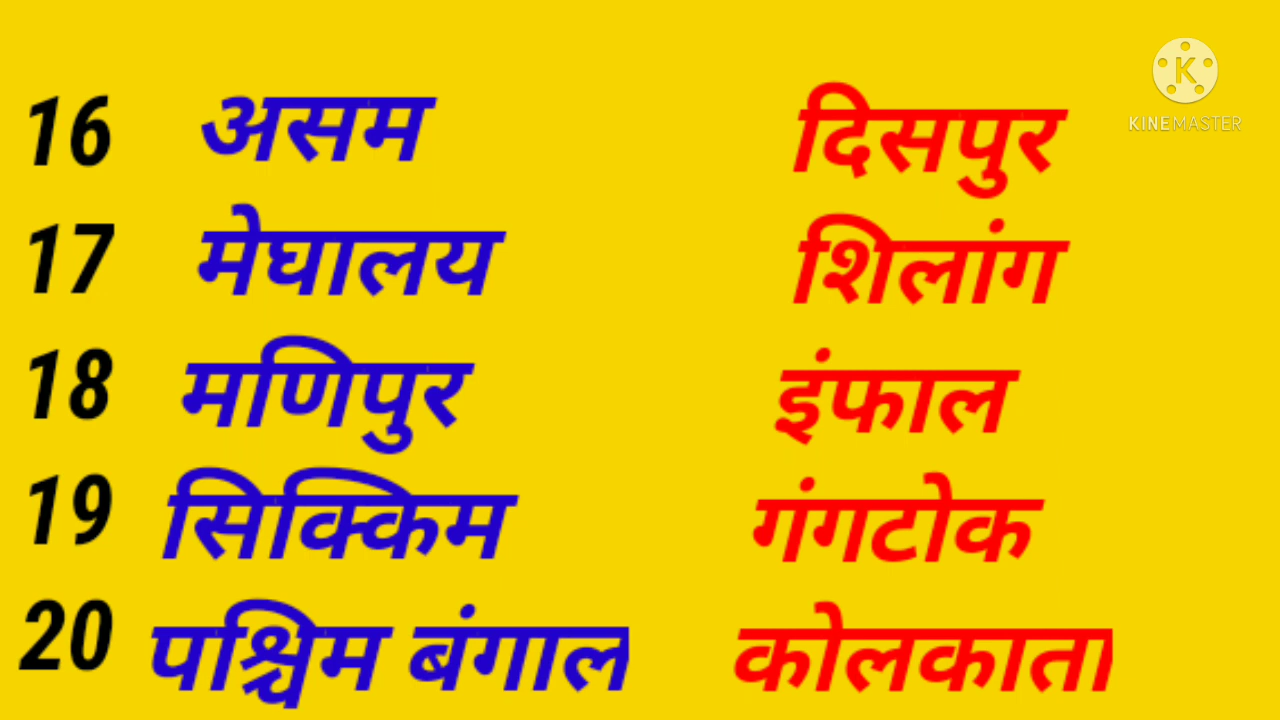 KINEMASTER
16 असम दिसपुर
17 मेघालय शिलांग
18 मणिपुर इंफाल
19 सिक्किम गंगटोक
20 पश्चिम बंगाल कोलकाता